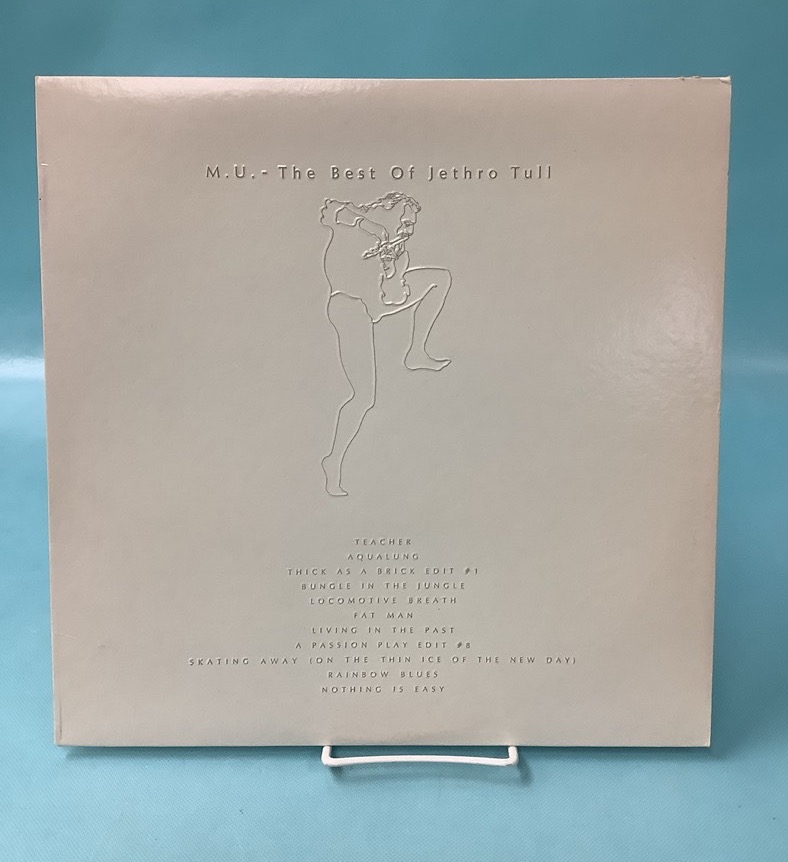 M.U. - The Best Of Jethro Tull
TEACHER
AQUALUNG
THICK AS A BRICK EDIT #1
BUNGLE IN THE JUNGLE
LOCOMOTIVE BREATH
FAT MAN
LIVING IN THE PAST
A PASSION PLAY EDIT #8
SKATING AWAY (ON THE THIN ICE OF THE NEW DAY)
RAINBOW BLUES
NOTHING IS EASY